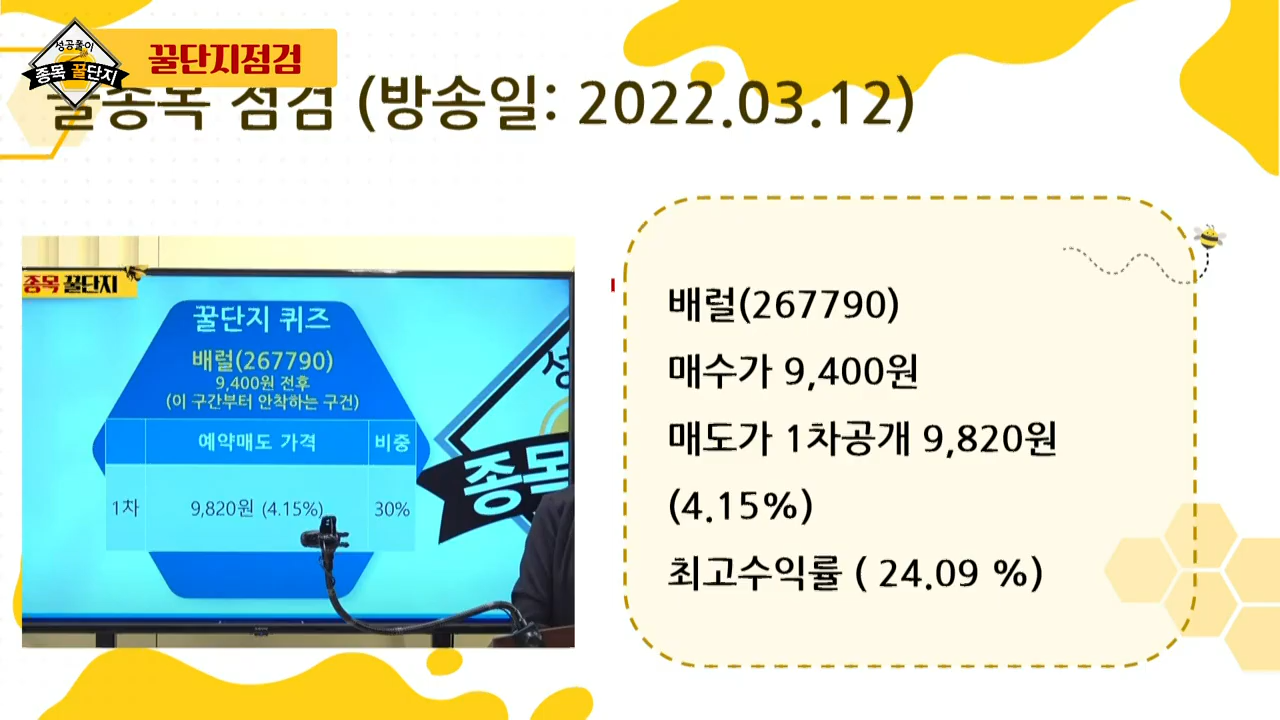 성공풀이
종목 꿀단지
꿀단지점검
꿀종목 점검 (방송일: 2022.03.12)
종목 꿀단지
꿀단지 퀴즈
배럴(267790)
9,400원 전후
(이 구간부터 안착하는 구건)
예약매도 가격 비중
1차 9,820원 (4.15%) 30%
종목
배럴(267790)
매수가 9,400원
매도가 1차공개 9,820원
(4.15%)
최고수익률 ( 24.09 %)